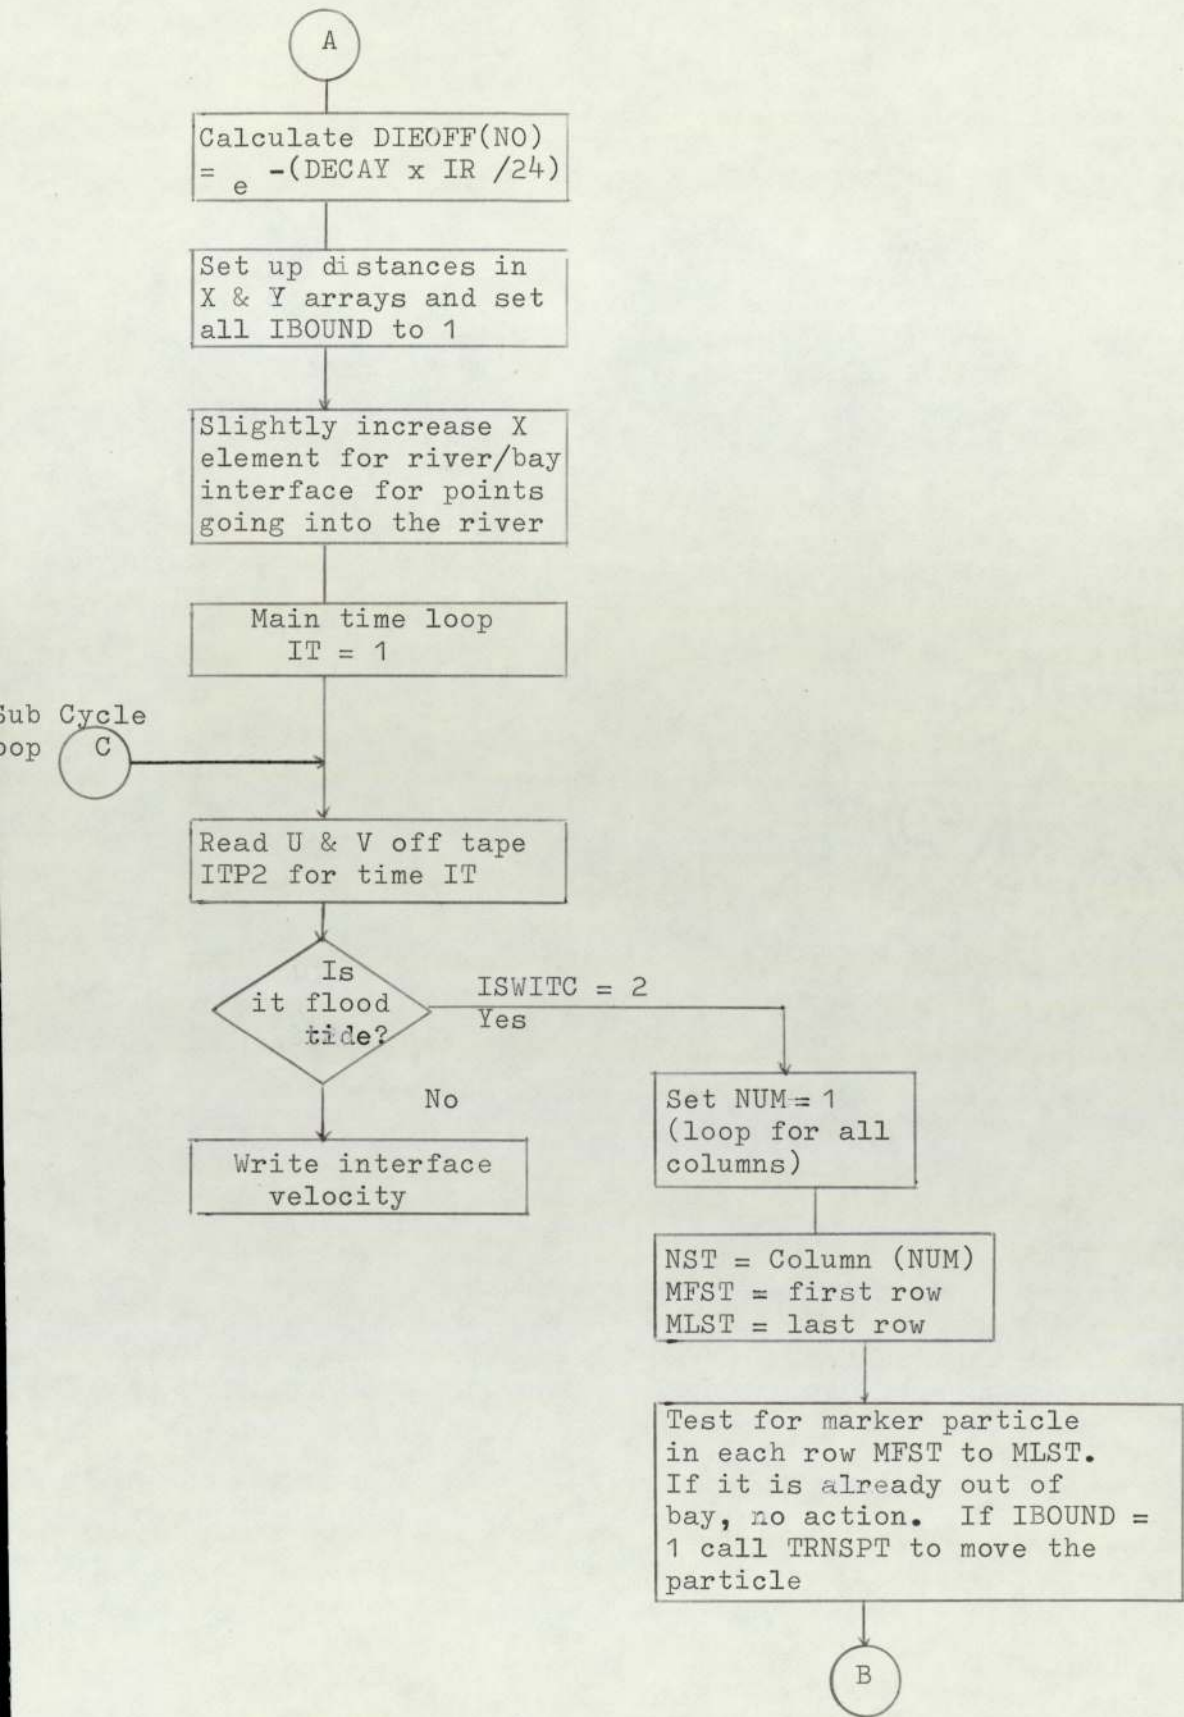 A
Calculate DIEOFF(NO)
= e -(DECAY x IR /24)
Set up distances in
X & Y arrays and set
all IBOUND to 1
Slightly increase X
element for river/bay
interface for points
going into the river
Main time loop
IT = 1
Sub Cycle
oop
C
Read U & V off tape
ITP2 for time IT
Is
it flood
tide?
ISWITC = 2
Yes
No
Write interface
velocity
Set NUM = 1
(loop for all
columns)
NST = Column (NUM)
MFST = first row
MLST = last row
Test for marker particle
in each row MFST to MLST.
If it is already out of
bay, no action. If IBOUND =
1 call TRNSPT to move the
particle
B